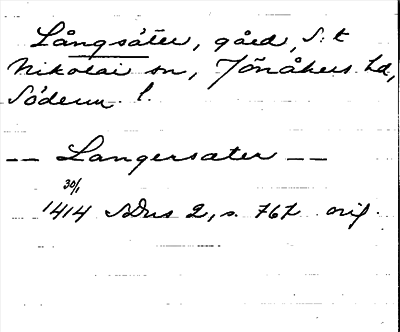 Långsäter, gård, S:t
Nikolai sn, Jönåkers hd,
Söderm. l.
-- Langersater --
30/1
1414 SDns 2, s. 767 orig.